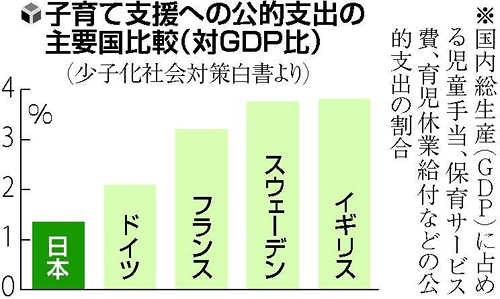 子育て支援への公的支出の
主要国比較(対GDP比)
(少子化社会対策白書より)
%
4
3
2
1
0
日本
ドイツ
フランス
スウェーデン
イギリス
※国内総生産(GDP)に占め
る児童手当、保育サービス
費、育児休業給付などの公
的支出の割合